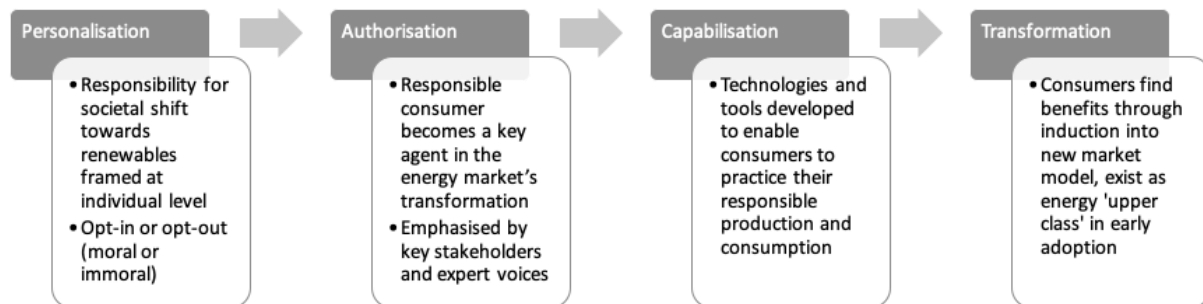 Personalisation
• Responsibility for
societal shift
towards
renewables
framed at
individual level
• Opt-in or opt-out
(moral or
immoral)
Authorisation
• Responsible
consumer
becomes a key
agent in the
energy market's
transformation
• Emphasised by
key stakeholders
and expert voices
Capabilisation
• Technologies and
tools developed
to enable
consumers to
practice their
responsible
production and
consumption
Transformation
• Consumers find
benefits through
induction into
new market
model, exist as
energy 'upper
class' in early
adoption